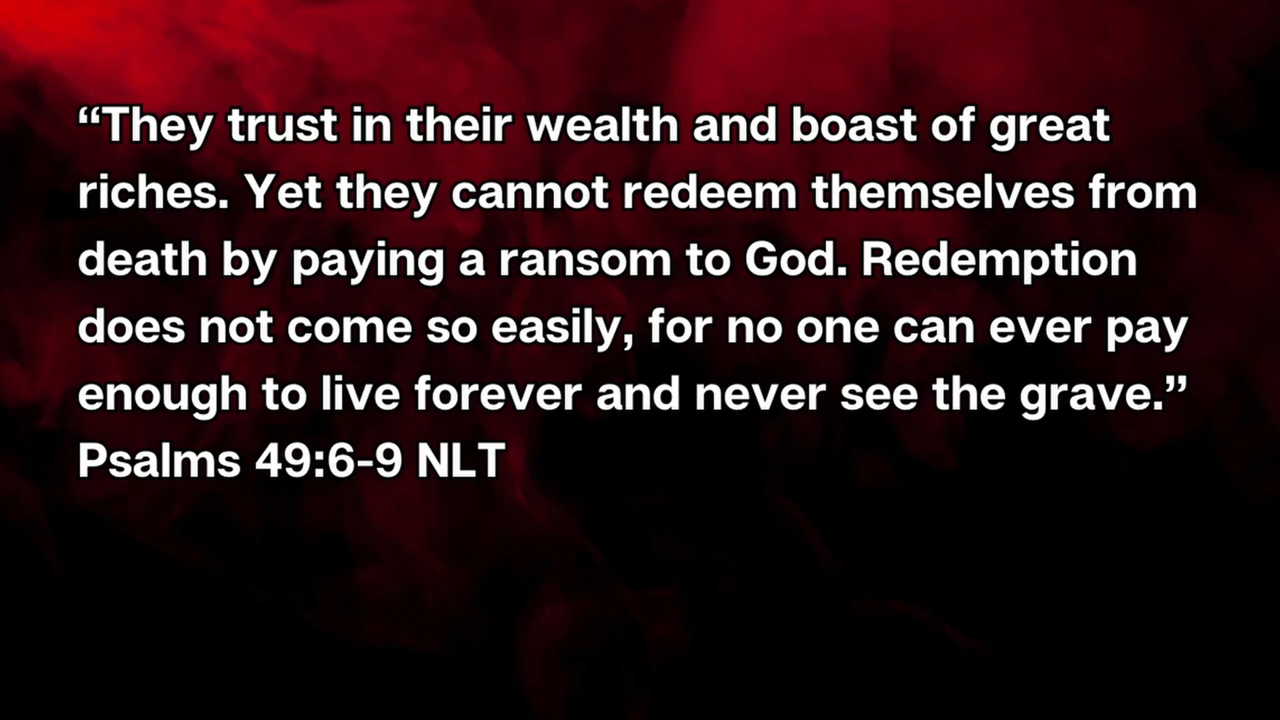 “They trust in their wealth and boast of great
riches. Yet they cannot redeem themselves from
death by paying a ransom to God. Redemption
does not come so easily, for no one can ever pay
enough to live forever and never see the grave.”
Psalms 49:6-9 NLT